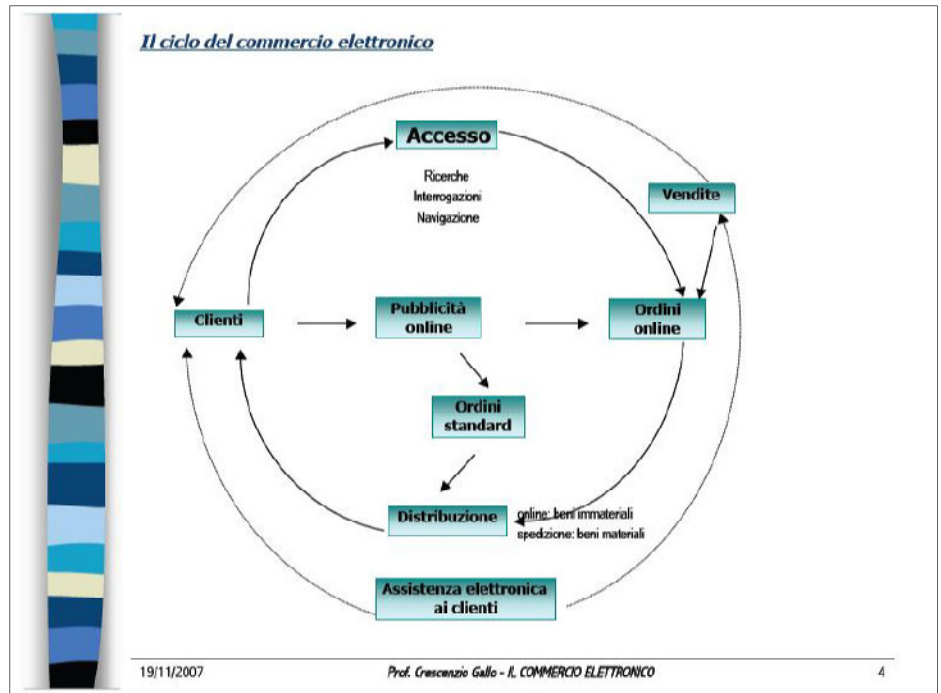 Il ciclo del commercio elettronico
Accesso
Ricerche
Interrogazioni
Navigazione
Vendite
Clienti
Pubblicità
online
Ordini
online
Ordini
standard
Distribuzione
online: beni immateriali
spedizione: beni materiali
Assistenza elettronica
ai clienti
19/11/2007
Prof. Crescenzio Gallo - IL COMMERCIO ELETTRONICO
4